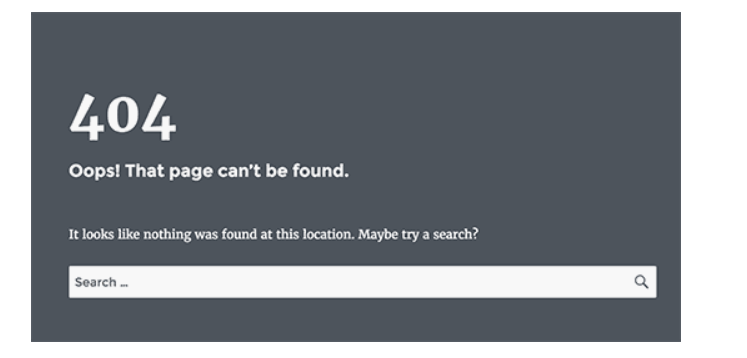 404
Oops! That page can't be found.
It looks like nothing was found at this location. Maybe try a search?
Search ...